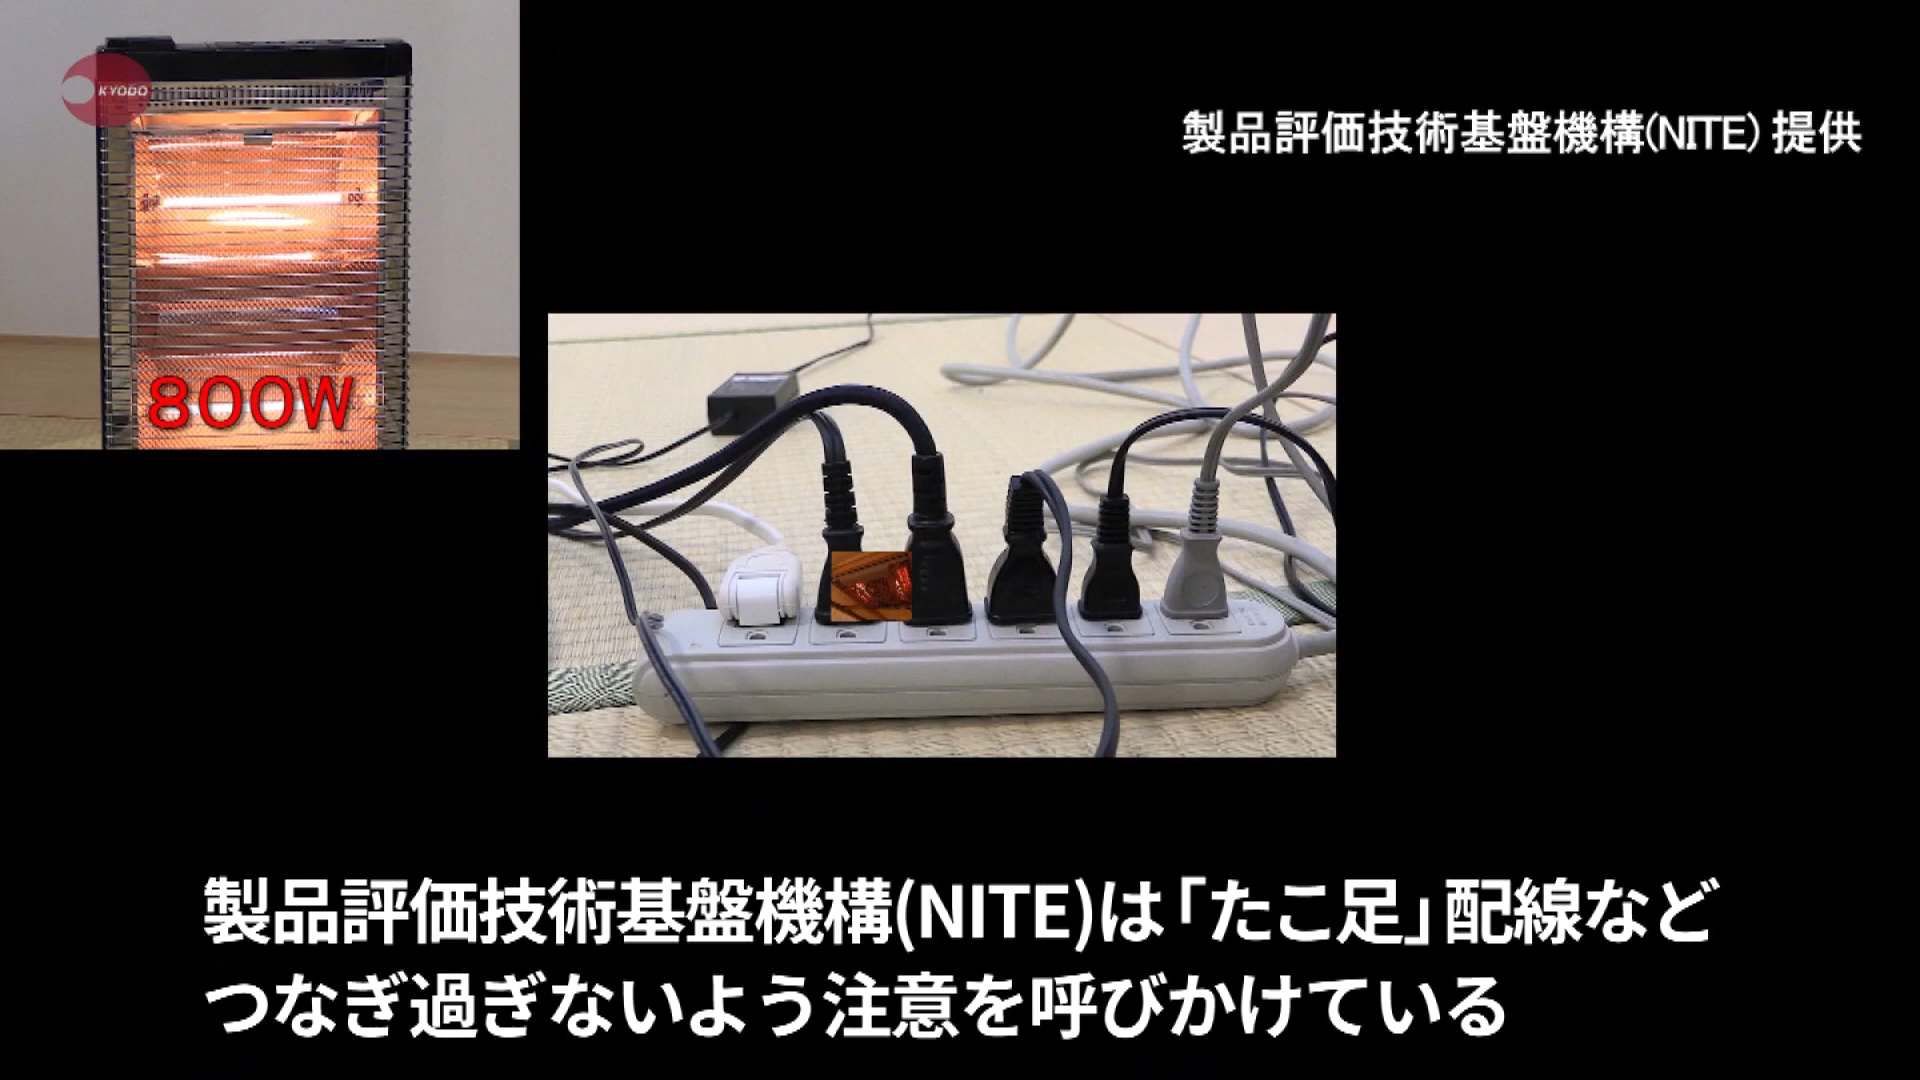 KYODO
製品評価技術基盤機構(NITE) 提供
800W
製品評価技術基盤機構(NITE)は「たこ足」配線など
つなぎ過ぎないよう注意を呼びかけている